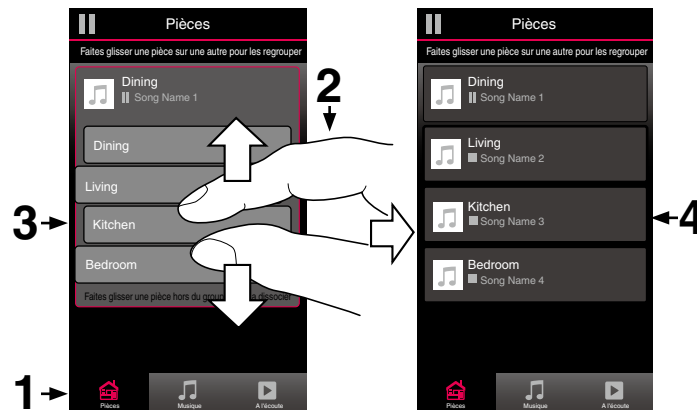 Pièces
Faites glisser une pièce sur une autre pour les regrouper
Dining
Song Name 1
2
Dining
Living
3
Kitchen
Bedroom
Faites glisser une pièce hors du dissocier
1
Pièces
Musique
A l'écoute
Pièces
Faites glisser une pièce sur une autre pour les regrouper
Dining
Song Name 1
Living
Song Name 2
Kitchen
Song Name 3
4
Bedroom
Song Name 4
Pièces
Musique
A l'écoute